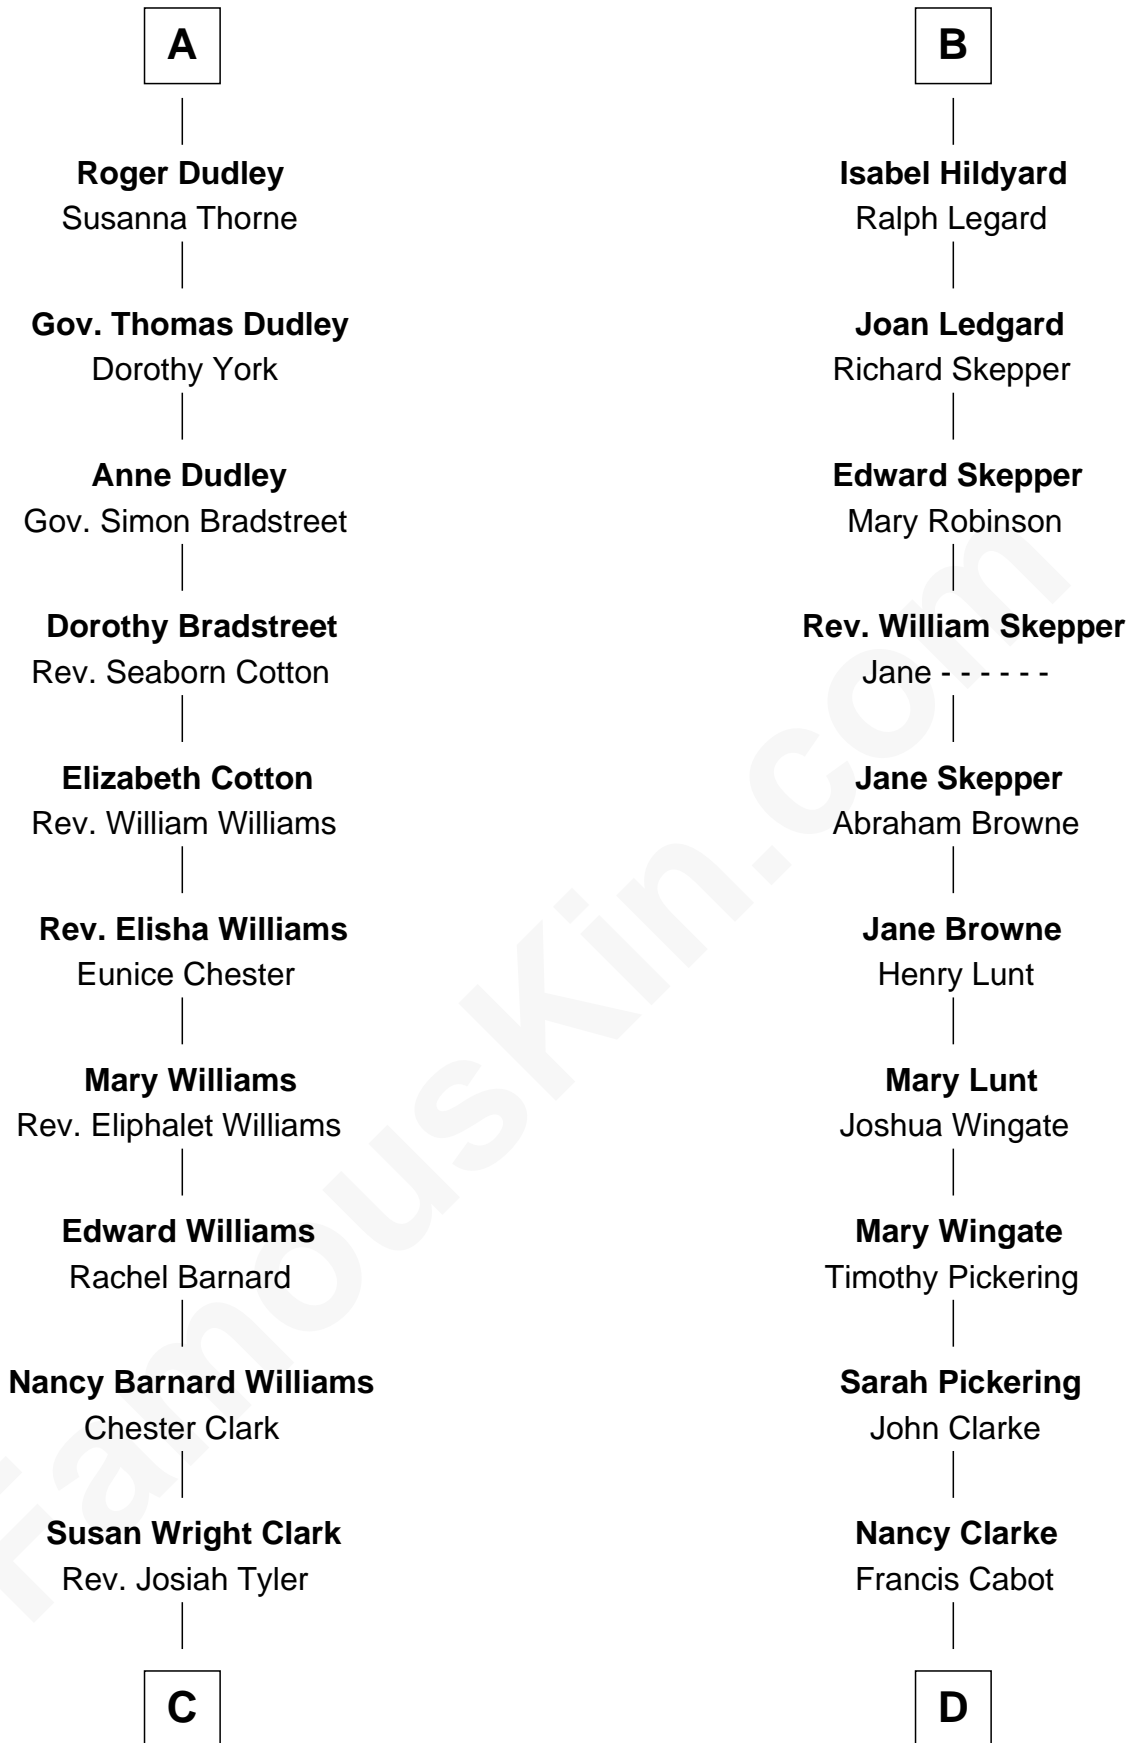 A
Roger Dudley
Susanna Thorne
Gov. Thomas Dudley
Dorothy York
Anne Dudley
Gov. Simon Bradstreet
Dorothy Bradstreet
Rev. Seaborn Cotton
Elizabeth Cotton
Rev. William Williams
Rev. Elisha Williams
Eunice Chester
Mary Williams
Rev. Eliphalet Williams
Edward Williams
Rachel Barnard
Nancy Barnard Williams
Chester Clark
Susan Wright Clark
Rev. Josiah Tyler
C
B
Isabel Hildyard
Ralph Legard
Joan Ledgard
Richard Skepper
Edward Skepper
Mary Robinson
Rev. William Skepper
Jane - - - - - -
Jane Skepper
Abraham Browne
Jane Browne
Henry Lunt
Mary Lunt
Joshua Wingate
Mary Wingate
Timothy Pickering
Sarah Pickering
John Clarke
Nancy Clarke
Francis Cabot
D
FamousKin.com